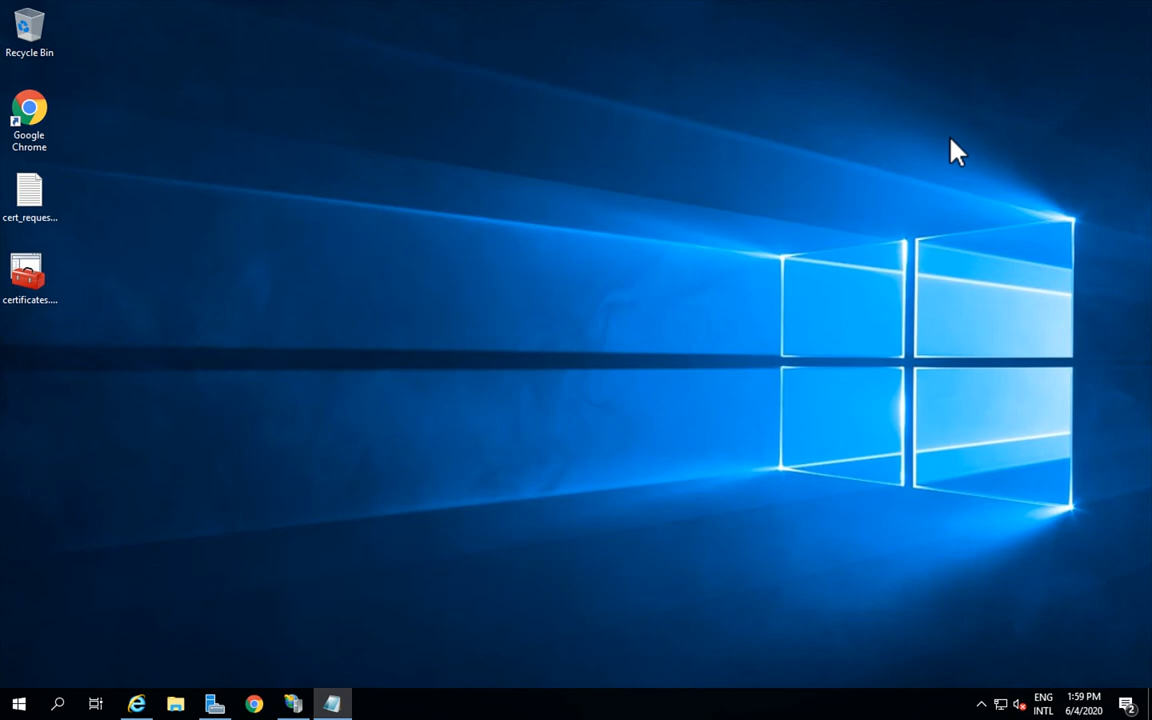 Recycle Bin
Google
Chrome
cert_reques...
certificates....
ENG
INTL
1:59 PM
6/4/2020
2